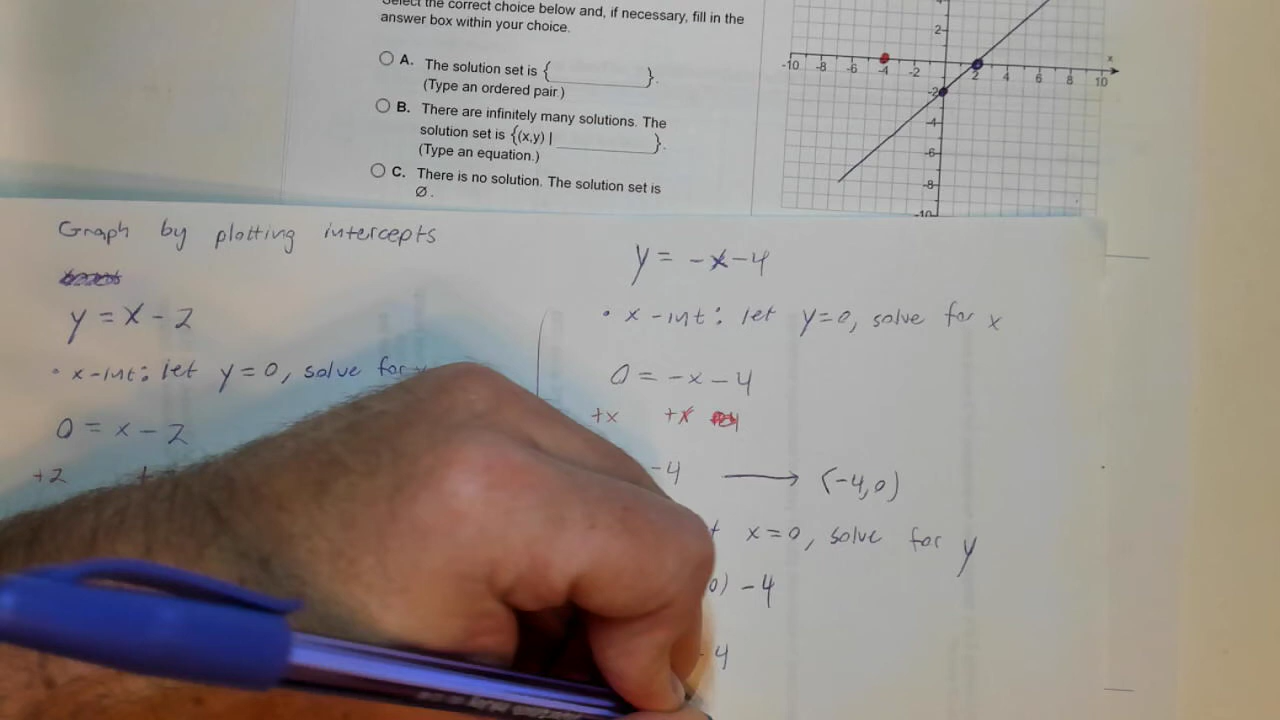 Select the correct choice below and, if necessary, fill in the
answer box within your choice.
A. The solution set is { }.
(Type an ordered pair.)
B. There are infinitely many solutions. The
solution set is {(x,y) | }.
(Type an equation.)
C. There is no solution. The solution set is
Ø.
2
-10 -8 -6 -4 -2 2 4 6 8 10 x
-2
-4
-6
-8
-10
Graph by plotting intercepts
y = x - 2
• x-int: let y = 0, solve for
0 = x - 2
+2
y = -x - 4
• x-int: let y=0, solve for x
0 = -x - 4
+x +x
-4 → (-4,0)
x=0, solve for y
0) - 4
- 4